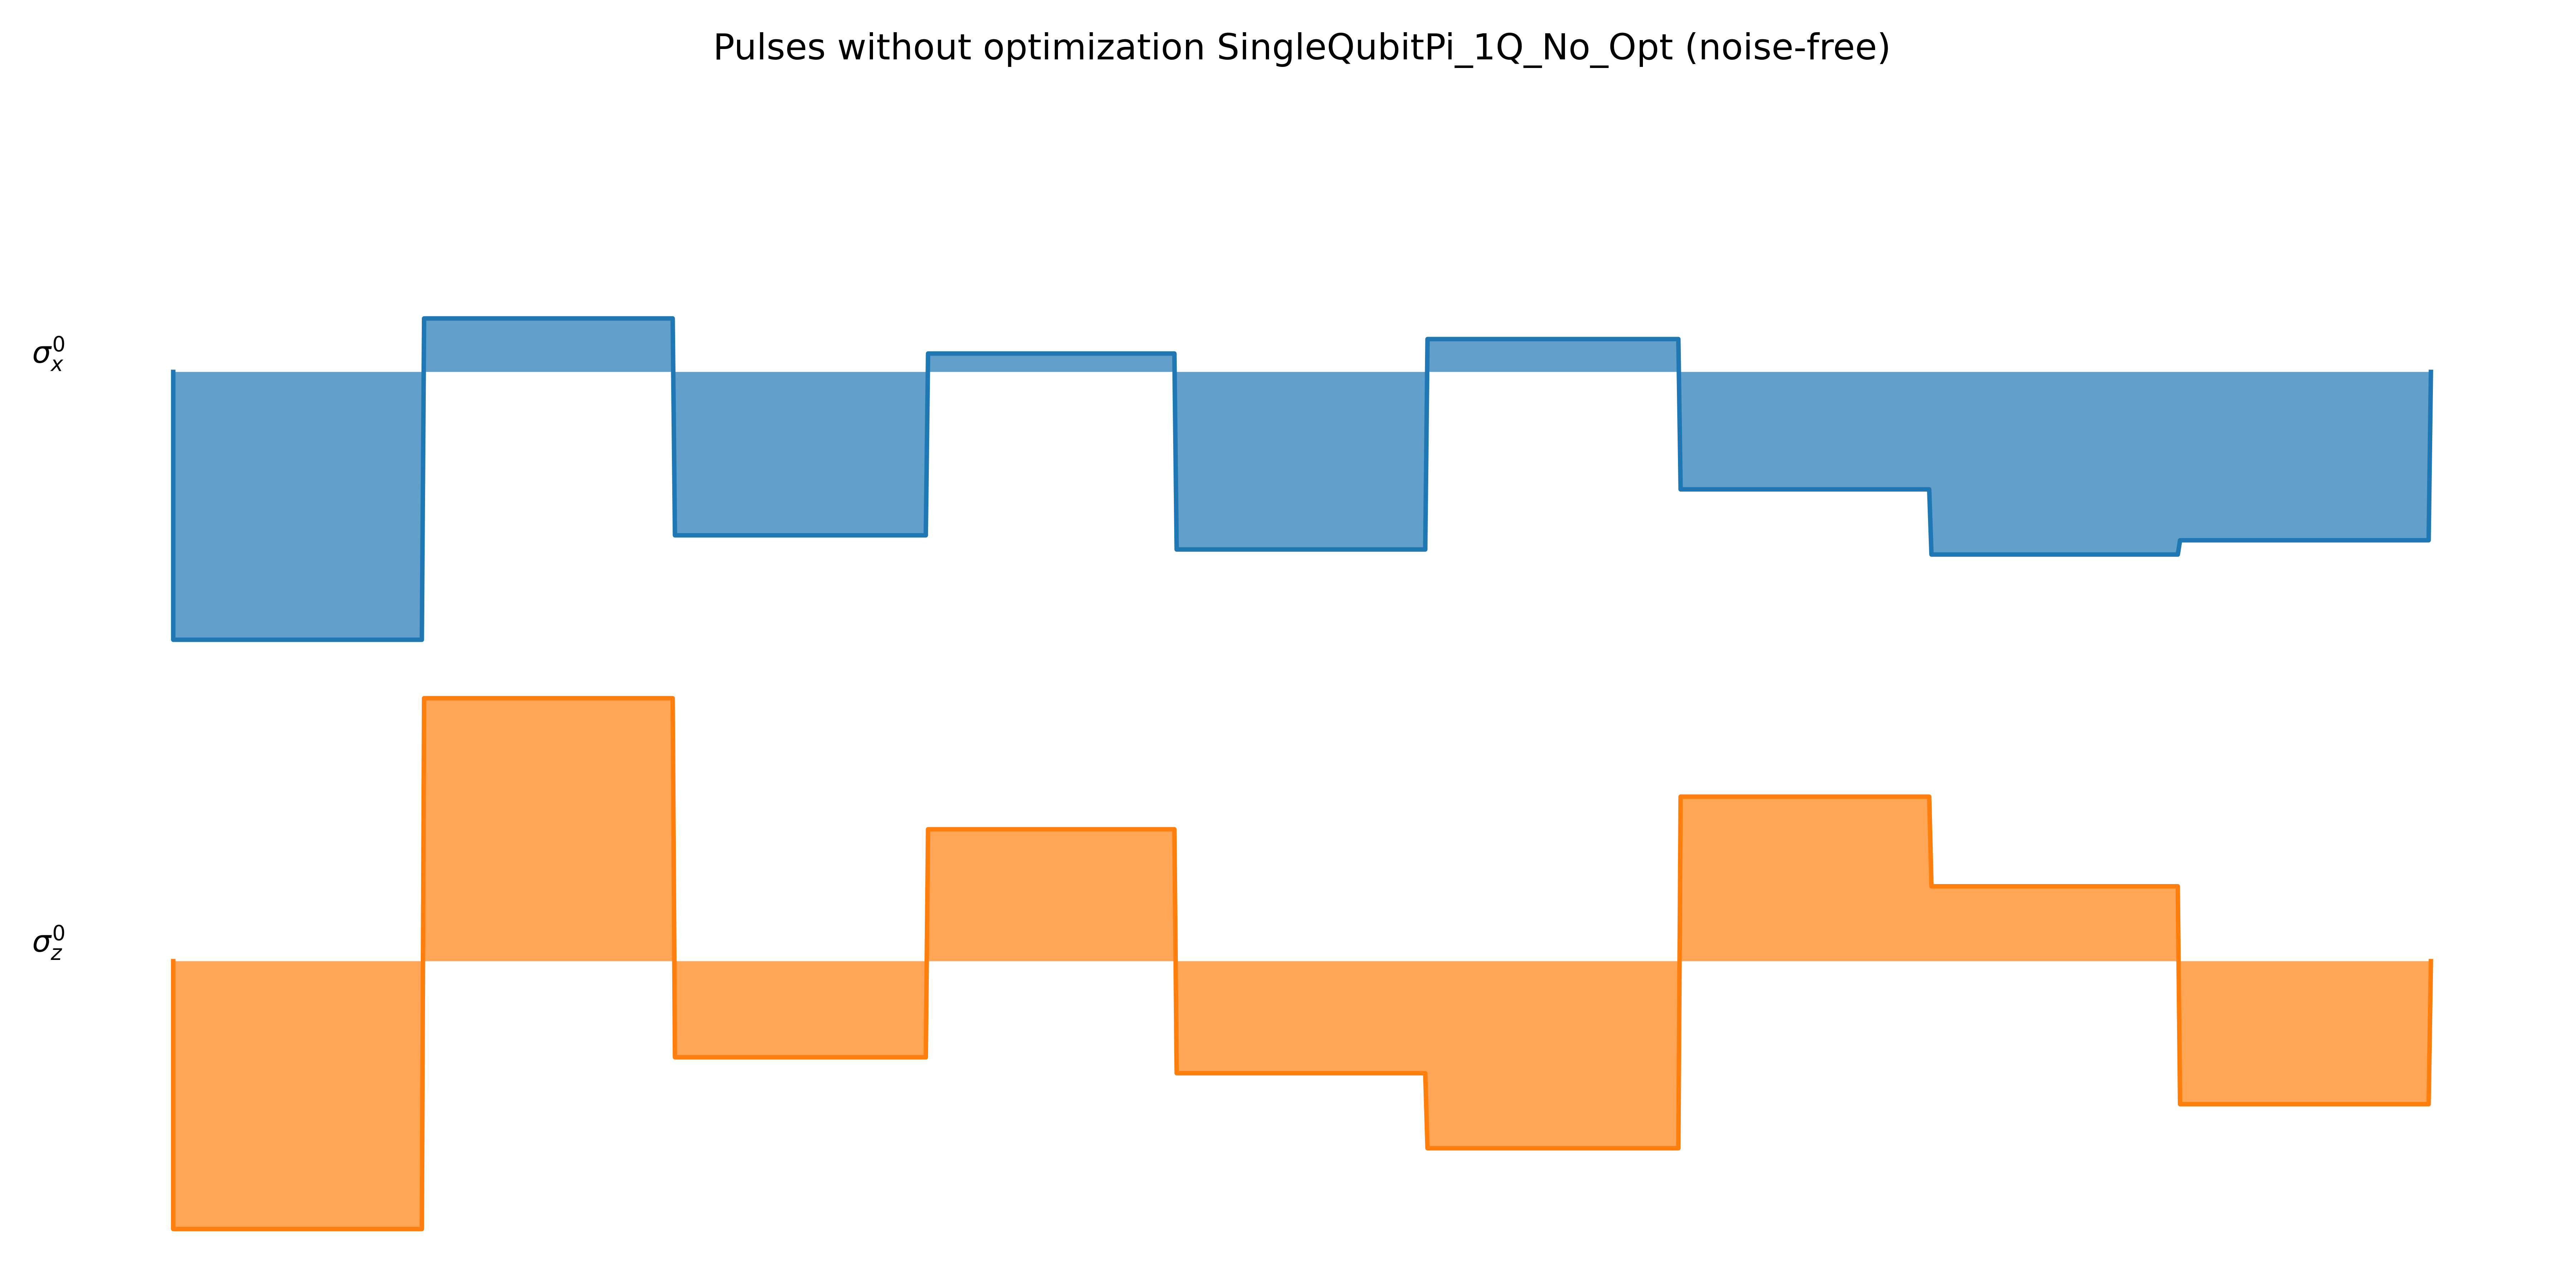 Pulses without optimization SingleQubitPi_1Q_No_Opt (noise-free)
σ_x^0
σ_z^0